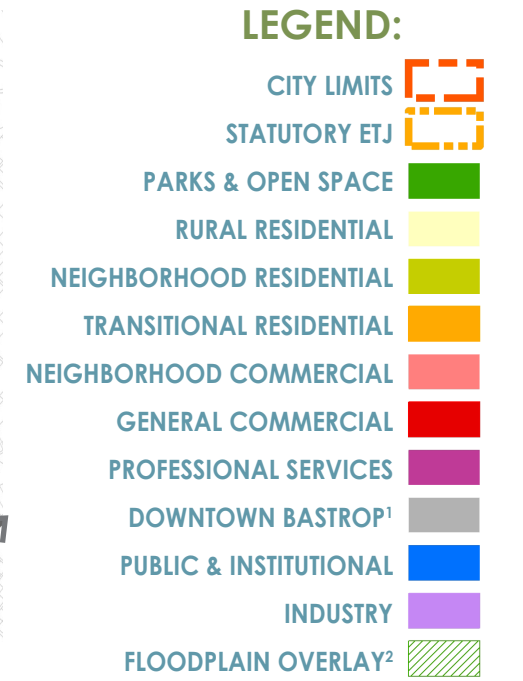 LEGEND:
CITY LIMITS
STATUTORY ETJ
PARKS & OPEN SPACE
RURAL RESIDENTIAL
NEIGHBORHOOD RESIDENTIAL
TRANSITIONAL RESIDENTIAL
NEIGHBORHOOD COMMERCIAL
GENERAL COMMERCIAL
PROFESSIONAL SERVICES
DOWNTOWN BASTROP¹
PUBLIC & INSTITUTIONAL
INDUSTRY
FLOODPLAIN OVERLAY²